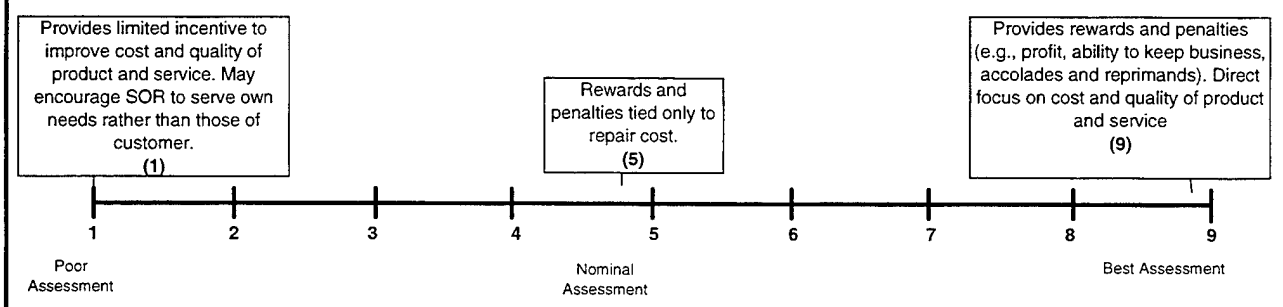 Provides limited incentive to
improve cost and quality of
product and service. May
encourage SOR to serve own
needs rather than those of
customer.
(1)
Rewards and
penalties tied only to
repair cost.
(5)
Provides rewards and penalties
(e.g., profit, ability to keep business,
accolades and reprimands). Direct
focus on cost and quality of product
and service
(9)
1 2 3 4 5 6 7 8 9
Poor
Assessment
Nominal
Assessment
Best Assessment